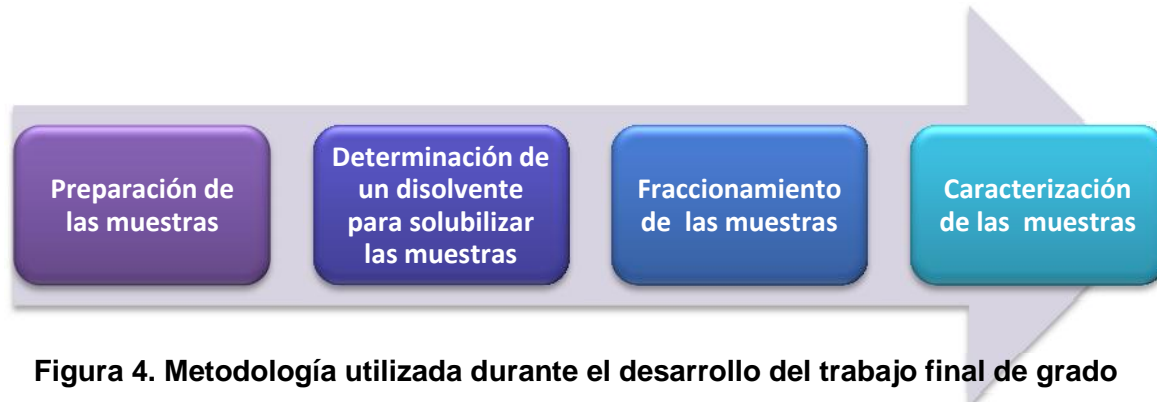 Preparación de
las muestras
Determinación de
un disolvente
para solubilizar
las muestras
Fraccionamiento
de las muestras
Caracterización
de las muestras
Figura 4. Metodología utilizada durante el desarrollo del trabajo final de grado